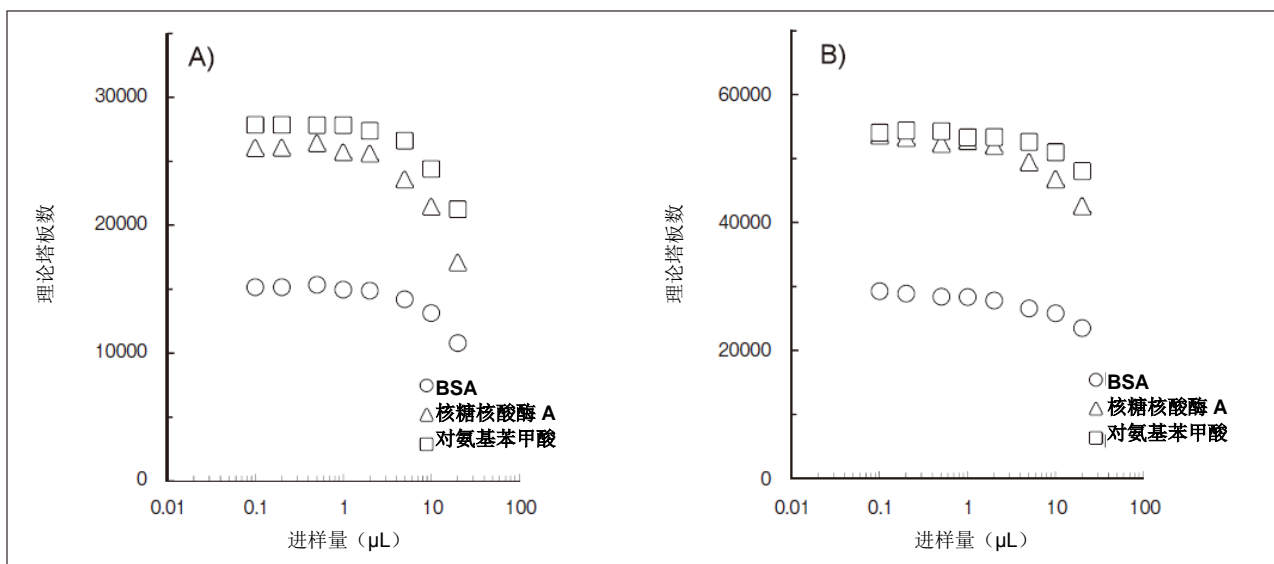 A)
30000
20000
10000
0
0.01 0.1 1 10 100
理论塔板数
进样量（µL）
BSA
核糖核酸酶 A
对氨基苯甲酸
B)
60000
40000
20000
0
0.01 0.1 1 10 100
理论塔板数
进样量（µL）
BSA
核糖核酸酶 A
对氨基苯甲酸